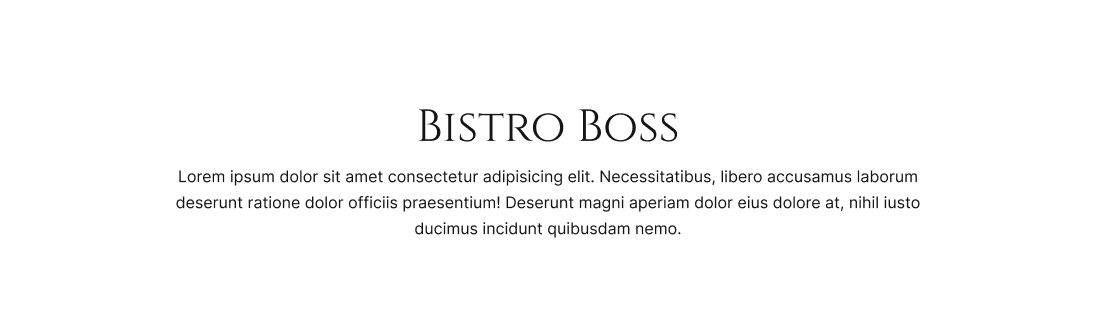 Bistro Boss
Lorem ipsum dolor sit amet consectetur adipisicing elit. Necessitatibus, libero accusamus laborum
deserunt ratione dolor officiis praesentium! Deserunt magni aperiam dolor eius dolore at, nihil iusto
ducimus incidunt quibusdam nemo.